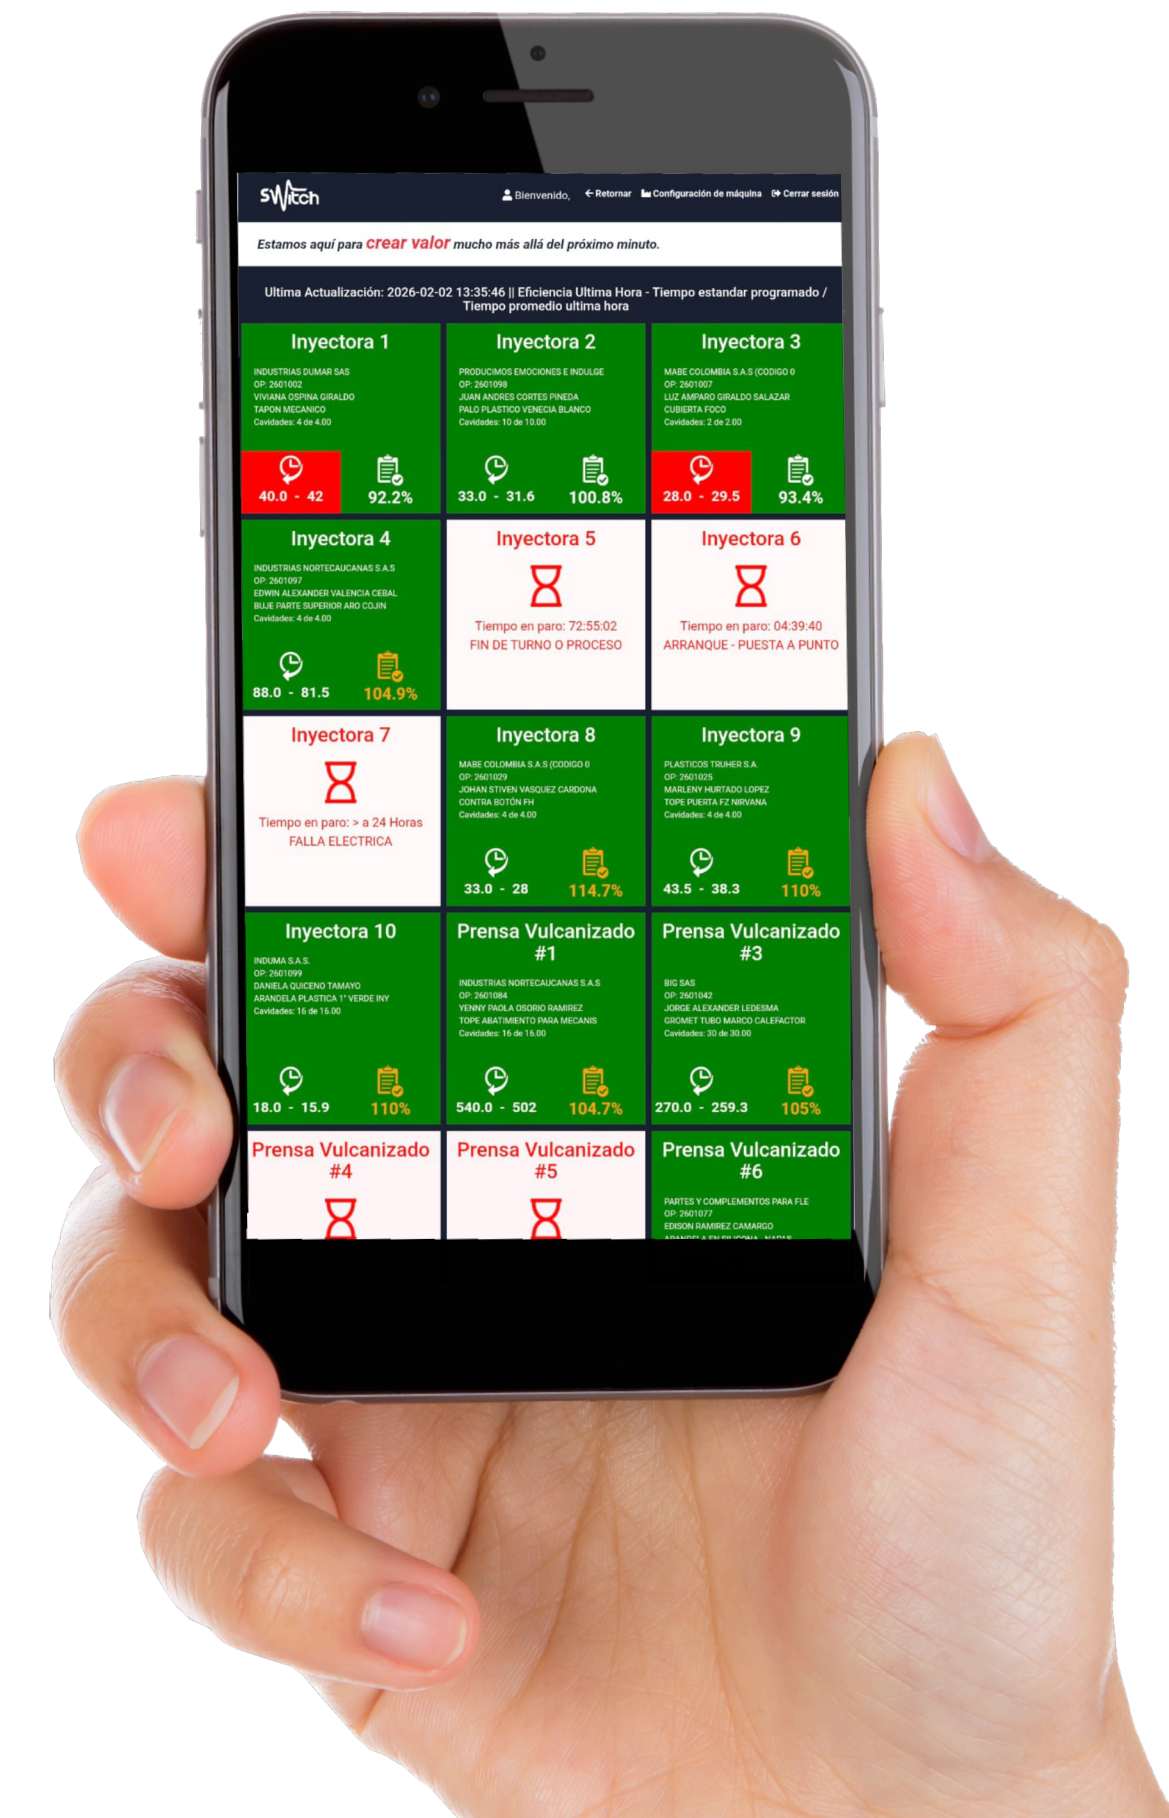 switch
Bienvenido,
Retornar
Configuración de máquina
Cerrar sesión
Estamos aquí para crear valor mucho más allá del próximo minuto.
Ultima Actualización: 2026-02-02 13:35:46 || Eficiencia Ultima Hora - Tiempo estandar programado /
Tiempo promedio ultima hora
Inyectora 1
INDUSTRIAS DUMAR SAS
OP: 2601002
VIVIANA OSPINA GIRALDO
TAPON MECANICO
Cavidades: 4 de 4.00
40.0 - 42
92.2%
Inyectora 2
PRODUCIMOS EMOCIONES E INDULGE
OP: 2601098
JUAN ANDRES CORTES PINEDA
PALO PLASTICO VENECIA BLANCO
Cavidades: 10 de 10.00
33.0 - 31.6
100.8%
Inyectora 3
MABE COLOMBIA S.A.S (CODIGO 0
OP: 2601007
LUZ AMPARO GIRALDO SALAZAR
CUBIERTA FOCO
Cavidades: 2 de 2.00
28.0 - 29.5
93.4%
Inyectora 4
INDUSTRIAS NORTECAUCANAS S.A.S
OP: 2601097
EDWIN ALEXANDER VALENCIA CEBAL
BUJE PARTE SUPERIOR ARO COJIN
Cavidades: 4 de 4.00
88.0 - 81.5
104.9%
Inyectora 5
Tiempo en paro: 72:55:02
FIN DE TURNO O PROCESO
Inyectora 6
Tiempo en paro: 04:39:40
ARRANQUE - PUESTA A PUNTO
Inyectora 7
Tiempo en paro: > a 24 Horas
FALLA ELECTRICA
Inyectora 8
MABE COLOMBIA S.A.S (CODIGO 0
OP: 2601029
JOHAN STIVEN VASQUEZ CARDONA
CONTRA BOTÓN FH
Cavidades: 4 de 4.00
33.0 - 28
114.7%
Inyectora 9
PLASTICOS TRUHER S.A.
OP: 2601025
MARLENY HURTADO LOPEZ
TOPE PUERTA FZ NIRVANA
Cavidades: 4 de 4.00
43.5 - 38.3
110%
Inyectora 10
INDUMA S.A.S.
OP: 2601099
DANIELA QUICENO TAMAYO
ARANDELA PLASTICA 1" VERDE INY
Cavidades: 16 de 16.00
18.0 - 15.9
110%
Prensa Vulcanizado
#1
INDUSTRIAS NORTECAUCANAS S.A.S
OP: 2601084
YENNY PAOLA OSORIO RAMIREZ
TOPE ABATIMIENTO PARA MECANIS
Cavidades: 16 de 16.00
540.0 - 502
104.7%
Prensa Vulcanizado
#3
BIG SAS
OP: 2601042
JORGE ALEXANDER LEDESMA
GROMET TUBO MARCO CALEFACTOR
Cavidades: 30 de 30.00
270.0 - 259.3
105%
Prensa Vulcanizado
#4
Prensa Vulcanizado
#5
Prensa Vulcanizado
#6
PARTES Y COMPLEMENTOS PARA FLE
OP: 2601077
EDISON RAMIREZ CAMARGO